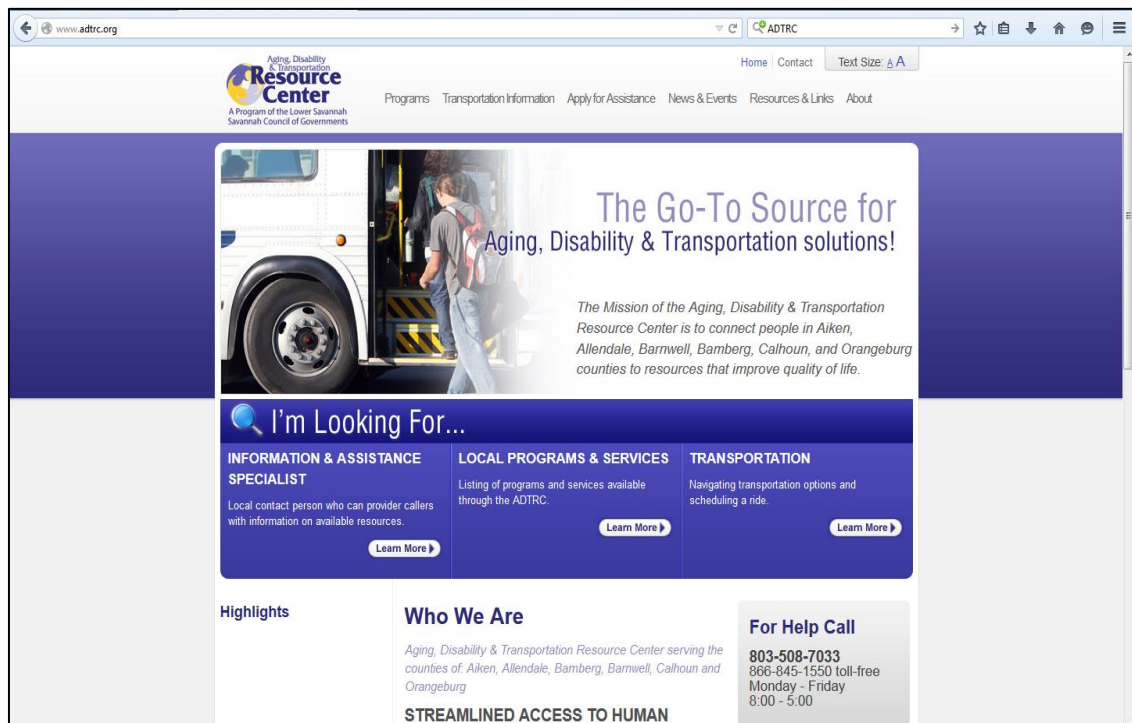 www.adtrc.org
ADTRC
Aging, Disability
& Transportation
Resource
Center
A Program of the Lower Savannah
Savannah Council of Governments
Home Contact Text Size: A A
Programs Transportation Information Apply for Assistance News & Events Resources & Links About
The Go-To Source for
Aging, Disability & Transportation solutions!
The Mission of the Aging, Disability & Transportation
Resource Center is to connect people in Aiken,
Allendale, Barnwell, Bamberg, Calhoun, and Orangeburg
counties to resources that improve quality of life.
I'm Looking For...
INFORMATION & ASSISTANCE
SPECIALIST
Local contact person who can provider callers
with information on available resources.
Learn More
LOCAL PROGRAMS & SERVICES
Listing of programs and services available
through the ADTRC.
Learn More
TRANSPORTATION
Navigating transportation options and
scheduling a ride.
Learn More
Highlights
Who We Are
Aging, Disability & Transportation Resource Center serving the
counties of: Aiken, Allendale, Bamberg, Barnwell, Calhoun and
Orangeburg
STREAMLINED ACCESS TO HUMAN
For Help Call
803-508-7033
866-845-1550 toll-free
Monday - Friday
8:00 - 5:00